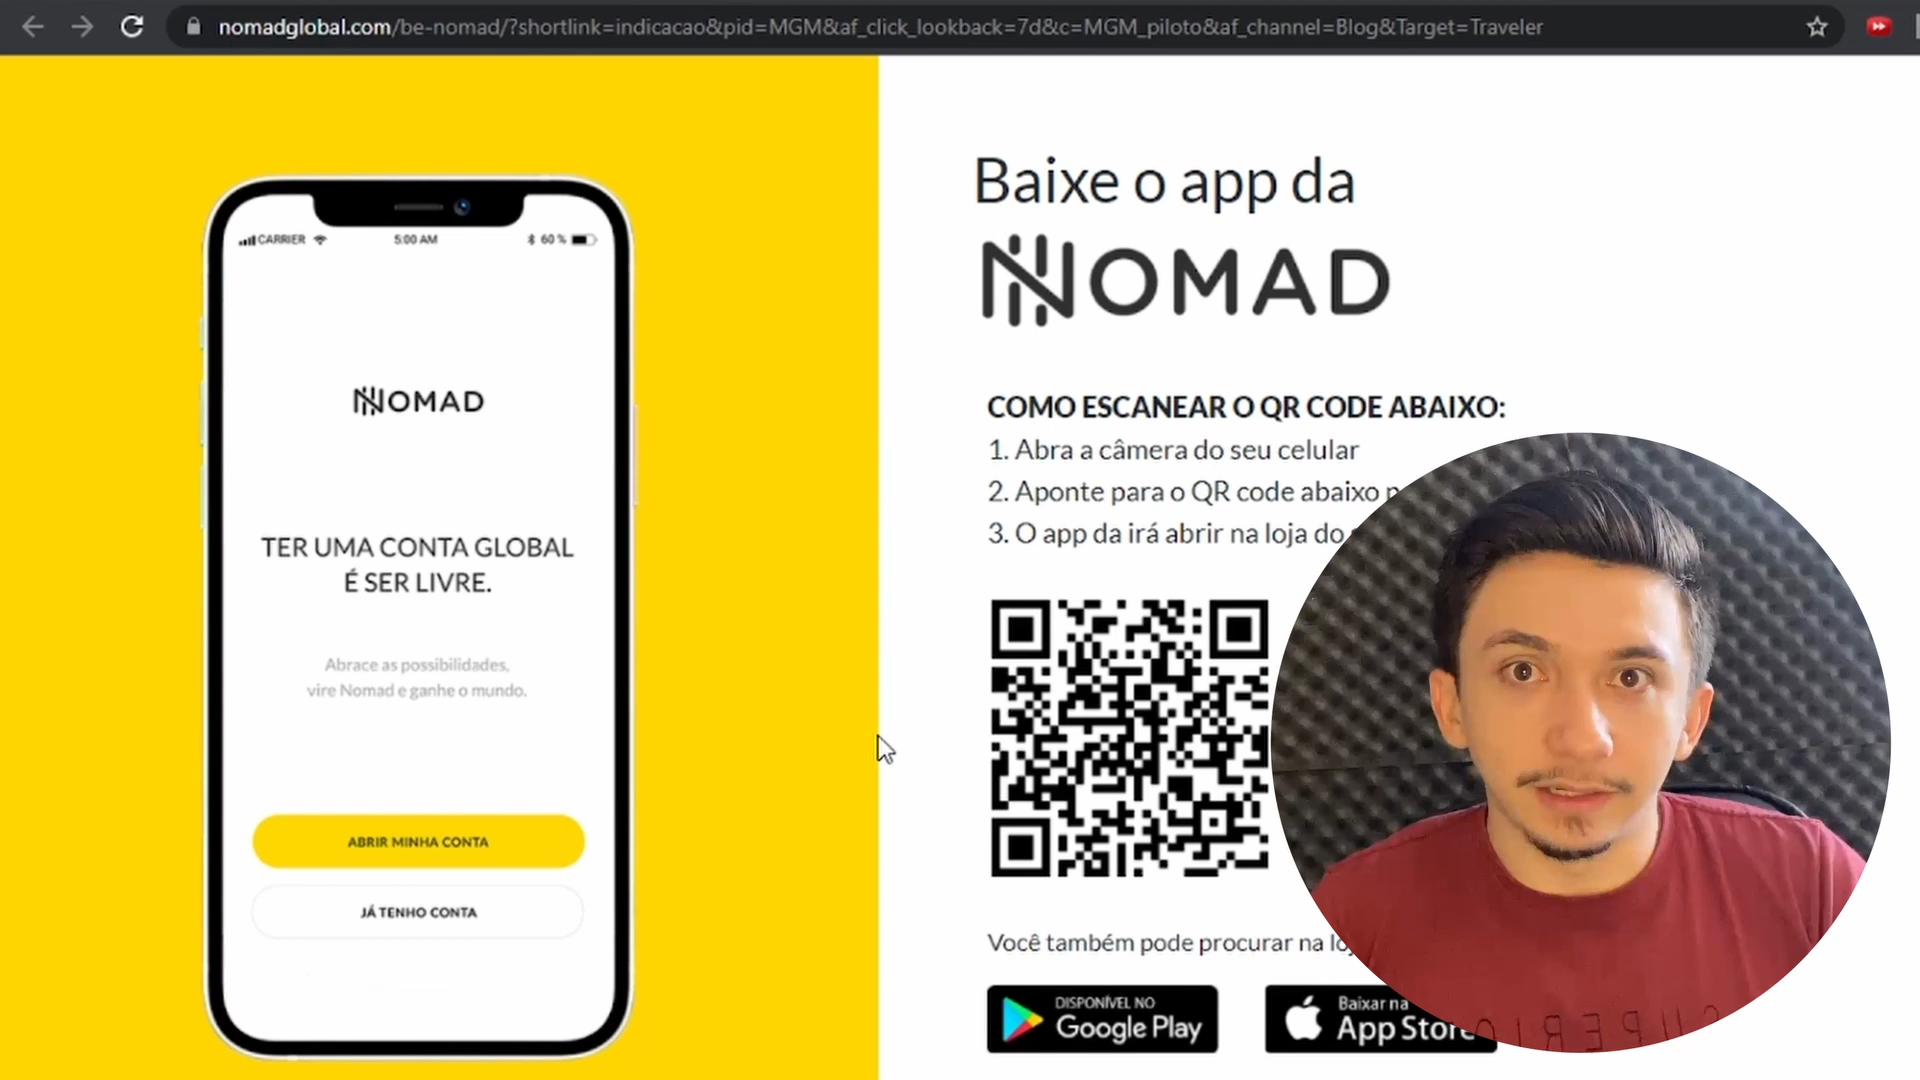 nomadglobal.com/be-nomad/?shortlink=indicacao&pid=MGM&af_click_lookback=7d&c=MGM_piloto&af_channel=Blog&Target=Traveler
CARRIER 5:00 AM 60 %
NOMAD
TER UMA CONTA GLOBAL
É SER LIVRE.
Abrace as possibilidades,
vire Nomad e ganhe o mundo.
ABRIR MINHA CONTA
JÁ TENHO CONTA
Baixe o app da
NOMAD
COMO ESCANEAR O QR CODE ABAIXO:
1. Abra a câmera do seu celular
2. Aponte para o QR code abaixo
3. O app da irá abrir na loja do
Você também pode procurar na
DISPONÍVEL NO
Google Play
Baixar na
App Store